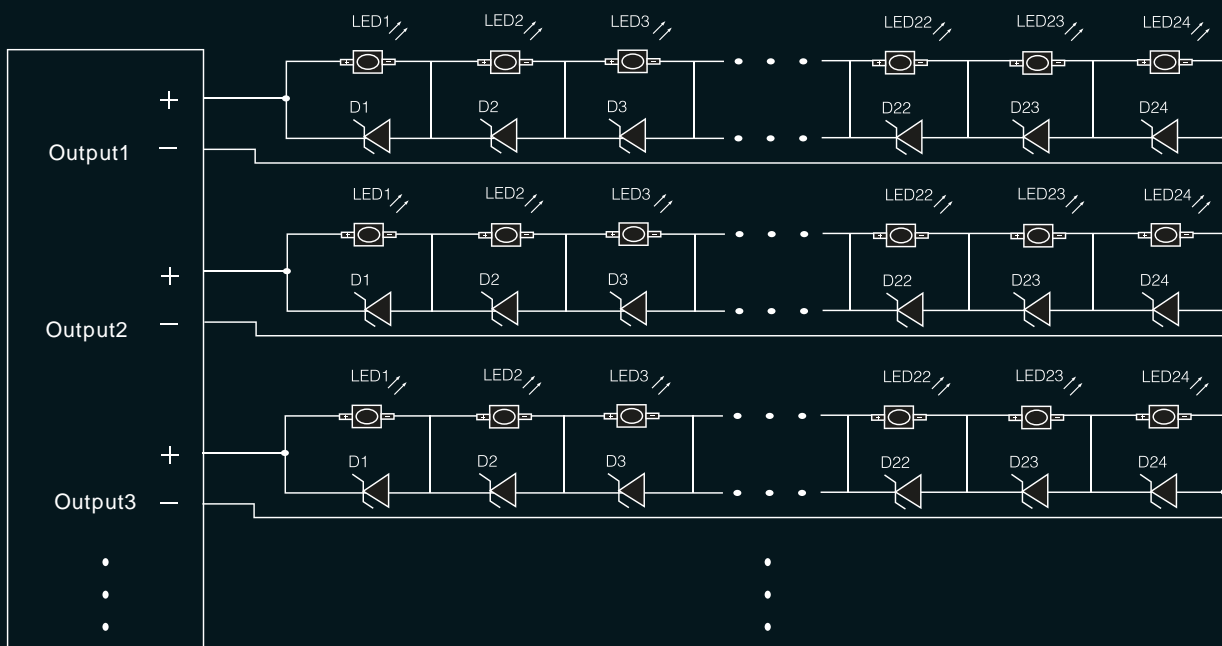 LED1 LED2 LED3 LED22 LED23 LED24
+
D1 D2 D3 D22 D23 D24
Output1 −
LED1 LED2 LED3 LED22 LED23 LED24
+
D1 D2 D3 D22 D23 D24
Output2 −
LED1 LED2 LED3 LED22 LED23 LED24
+
D1 D2 D3 D22 D23 D24
Output3 −